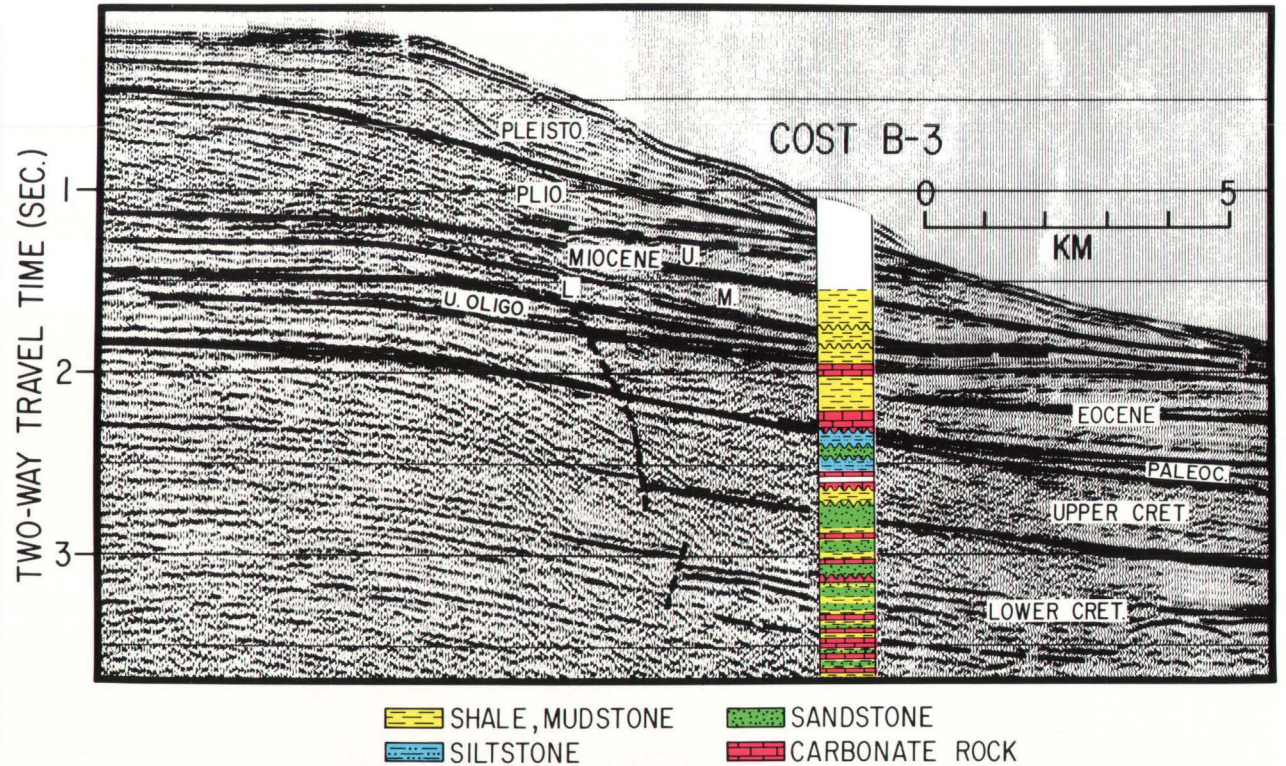 TWO-WAY TRAVEL TIME (SEC.)
1
2
3
COST B-3
0
5
KM
PLEISTO.
PLIO.
MIOCENE
U.
L.
M.
U. OLIGO.
EOCENE
PALEOC.
UPPER CRET.
LOWER CRET.
SHALE, MUDSTONE
SANDSTONE
SILTSTONE
CARBONATE ROCK